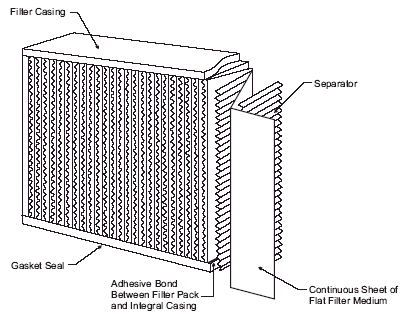 Filter Casing
Separator
Gasket Seal
Adhesive Bond
Between Filter Pack
and Integral Casing
Continuous Sheet of
Flat Filter Medium